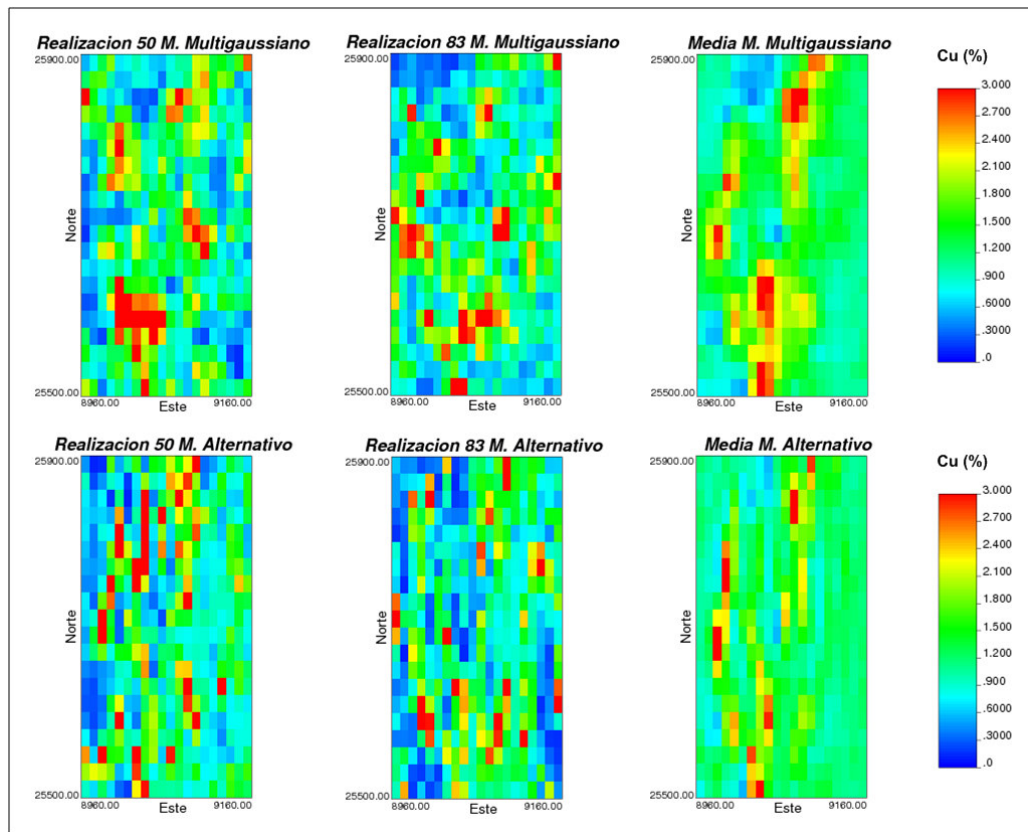 Realizacion 50 M. Multigaussiano
25900.00
Norte
25500.00
8960.00
Este
9160.00
Realizacion 83 M. Multigaussiano
25900.00
Norte
25500.00
8960.00
Este
9160.00
Media M. Multigaussiano
25900.00
Norte
25500.00
8960.00
Este
9160.00
Cu (%)
3.000
2.700
2.400
2.100
1.800
1.500
1.200
.900
.6000
.3000
.0
Realizacion 50 M. Alternativo
25900.00
Norte
25500.00
8960.00
Este
9160.00
Realizacion 83 M. Alternativo
25900.00
Norte
25500.00
8960.00
Este
9160.00
Media M. Alternativo
25900.00
Norte
25500.00
8960.00
Este
9160.00
Cu (%)
3.000
2.700
2.400
2.100
1.800
1.500
1.200
.900
.6000
.3000
.0